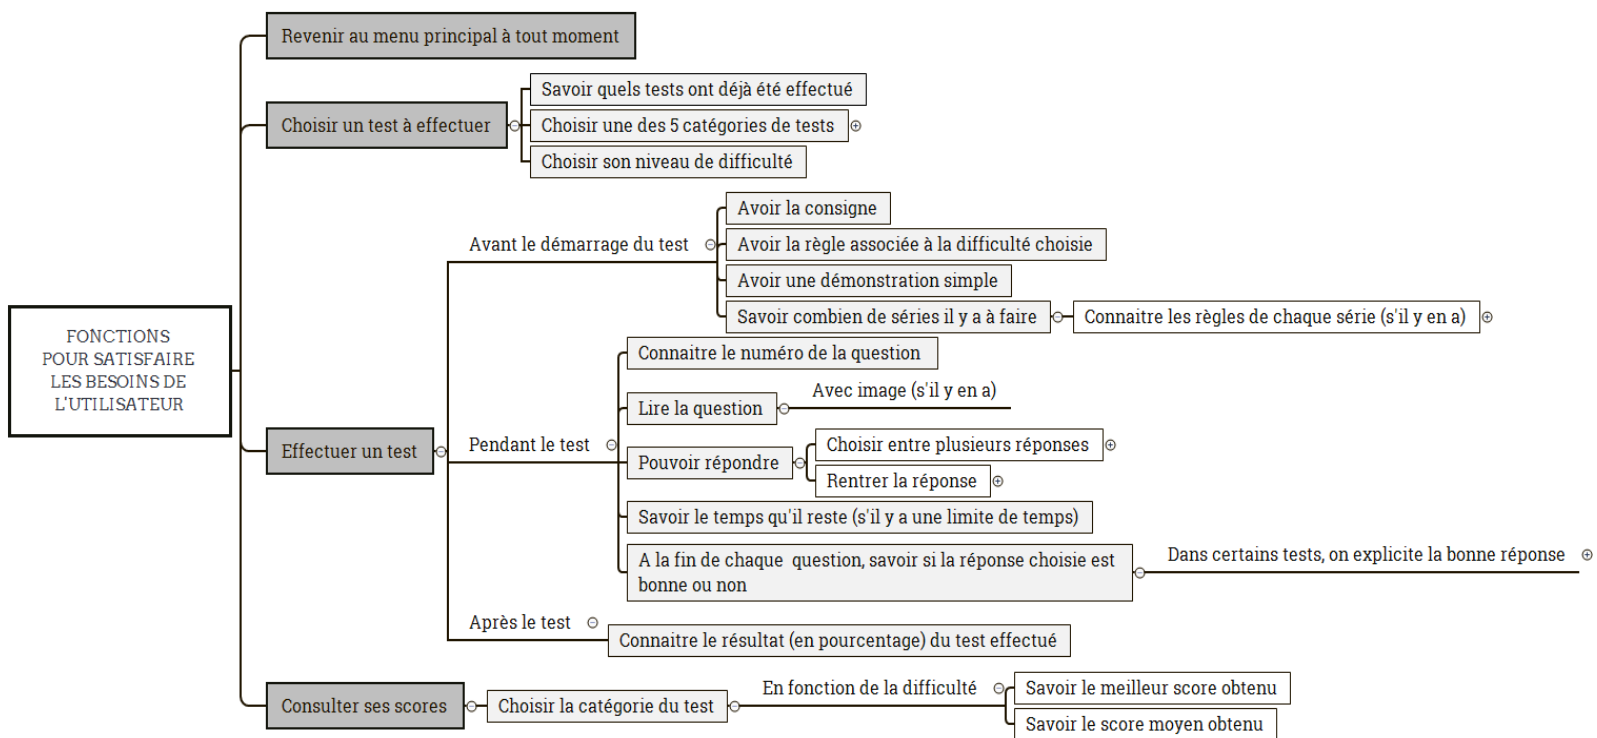 FONCTIONS
POUR SATISFAIRE
LES BESOINS DE
L'UTILISATEUR
Revenir au menu principal à tout moment
Choisir un test à effectuer
Savoir quels tests ont déjà été effectué
Choisir une des 5 catégories de tests
Choisir son niveau de difficulté
Effectuer un test
Avant le démarrage du test
Avoir la consigne
Avoir la règle associée à la difficulté choisie
Avoir une démonstration simple
Savoir combien de séries il y a à faire
Connaitre les règles de chaque série (s'il y en a)
Pendant le test
Connaitre le numéro de la question
Lire la question
Avec image (s'il y en a)
Pouvoir répondre
Choisir entre plusieurs réponses
Rentrer la réponse
Savoir le temps qu'il reste (s'il y a une limite de temps)
A la fin de chaque  question, savoir si la réponse choisie est
bonne ou non
Dans certains tests, on explicite la bonne réponse
Après le test
Connaitre le résultat (en pourcentage) du test effectué
Consulter ses scores
Choisir la catégorie du test
En fonction de la difficulté
Savoir le meilleur score obtenu
Savoir le score moyen obtenu